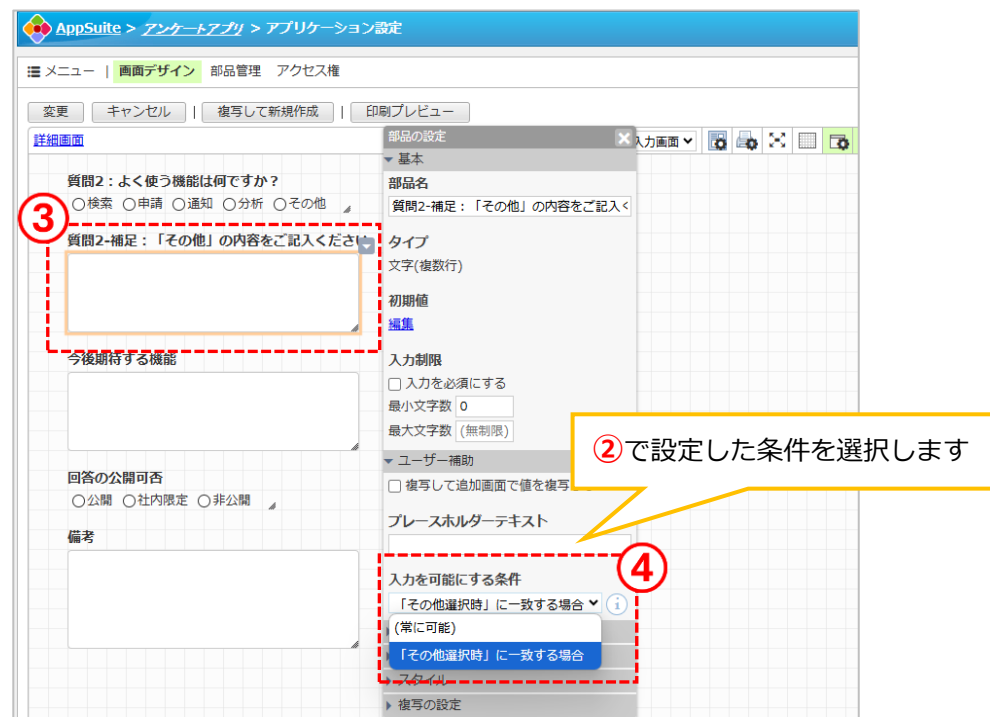 AppSuite > アンケートアプリ > アプリケーション設定
メニュー | 画面デザイン 部品管理 アクセス権
変更 キャンセル | 複写して新規作成 | 印刷プレビュー
詳細画面
入力画面
質問2：よく使う機能は何ですか？
検索 申請 通知 分析 その他
③
質問2-補足：「その他」の内容をご記入ください
今後期待する機能
回答の公開可否
公開 社内限定 非公開
備考
部品の設定
基本
部品名
質問2-補足：「その他」の内容をご記入く
タイプ
文字(複数行)
初期値
編集
入力制限
入力を必須にする
最小文字数 0
最大文字数 (無制限)
ユーザー補助
複写して追加画面で値を複写
②で設定した条件を選択します
プレースホルダーテキスト
④
入力を可能にする条件
「その他選択時」に一致する場合
(常に可能)
「その他選択時」に一致する場合
スタイル
複写の設定